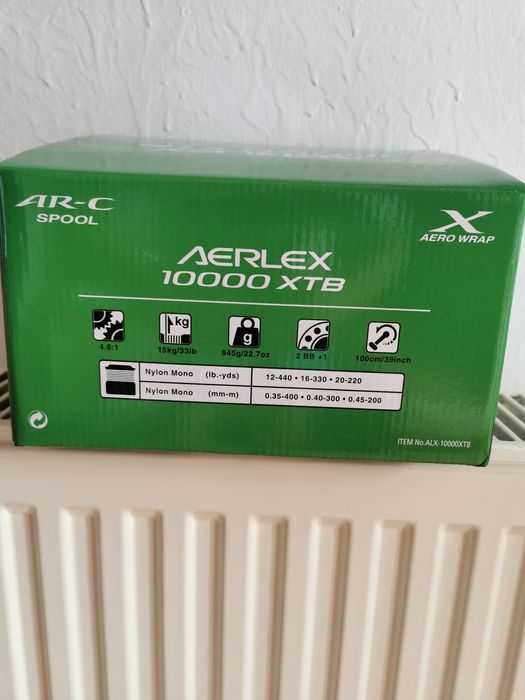 AR-C
SPOOL
X
AERO WRAP
AERLEX
10000 XTB
4.6:1
kg
15kg/33lb
g
645g/22.7oz
2 BB +1
100cm/39inch
Nylon Mono (lb.-yds) 12-440 • 16-330 • 20-220
Nylon Mono (mm-m) 0.35-400 • 0.40-300 • 0.45-200
ITEM No.ALX-10000XTB